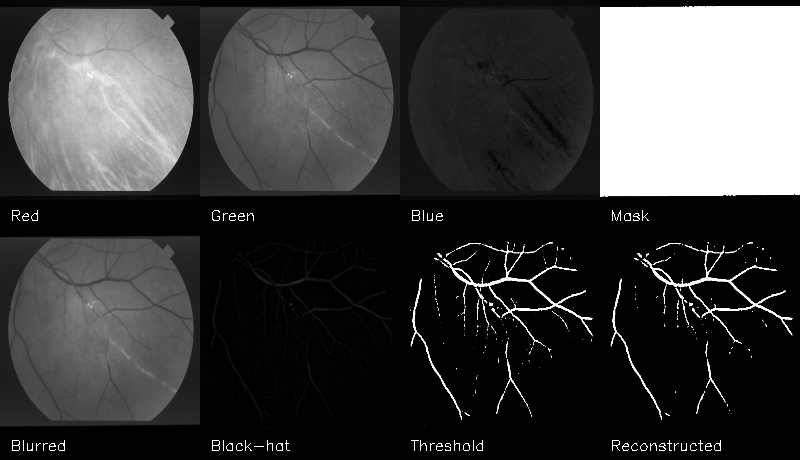 Red
Green
Blue
Mask
Blurred
Black-hat
Threshold
Reconstructed